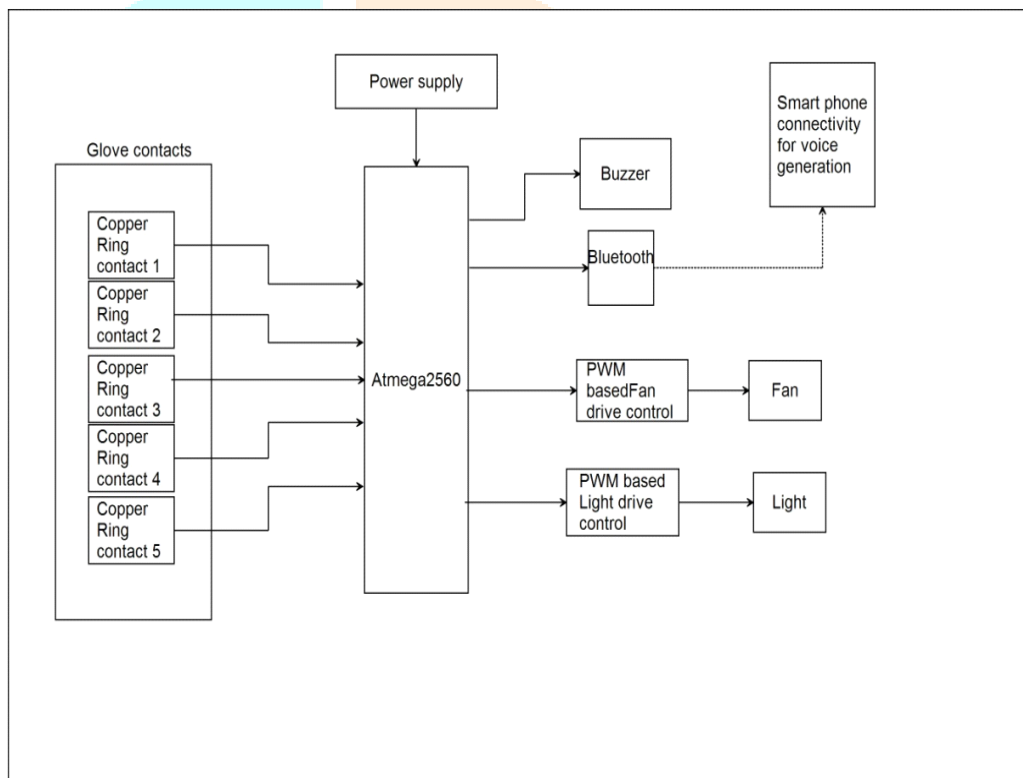 Power supply
Smart phone
connectivity
for voice
generation
Glove contacts
Buzzer
Copper
Ring
contact 1
Bluetooth
Copper
Ring
contact 2
Atmega2560
Copper
Ring
contact 3
PWM
basedFan
drive control
Fan
Copper
Ring
contact 4
PWM based
Light drive
control
Light
Copper
Ring
contact 5